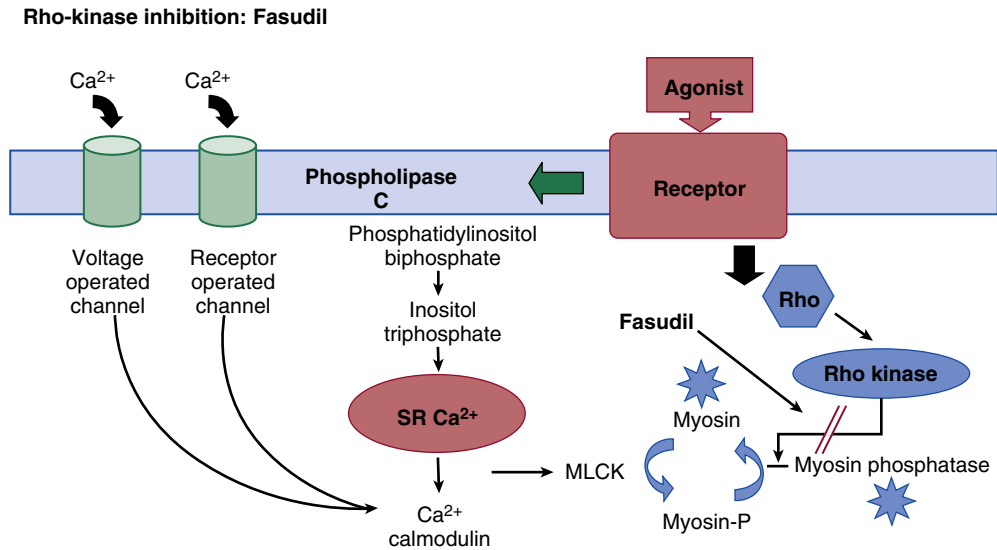 Rho-kinase inhibition: Fasudil
Ca²⁺
Ca²⁺
Agonist
Phospholipase
C
Receptor
Voltage
operated
channel
Receptor
operated
channel
Phosphatidylinositol
biphosphate
Inositol
triphosphate
Rho
Fasudil
Rho kinase
SR Ca²⁺
Myosin
MLCK
Myosin phosphatase
Myosin-P
Ca²⁺
calmodulin